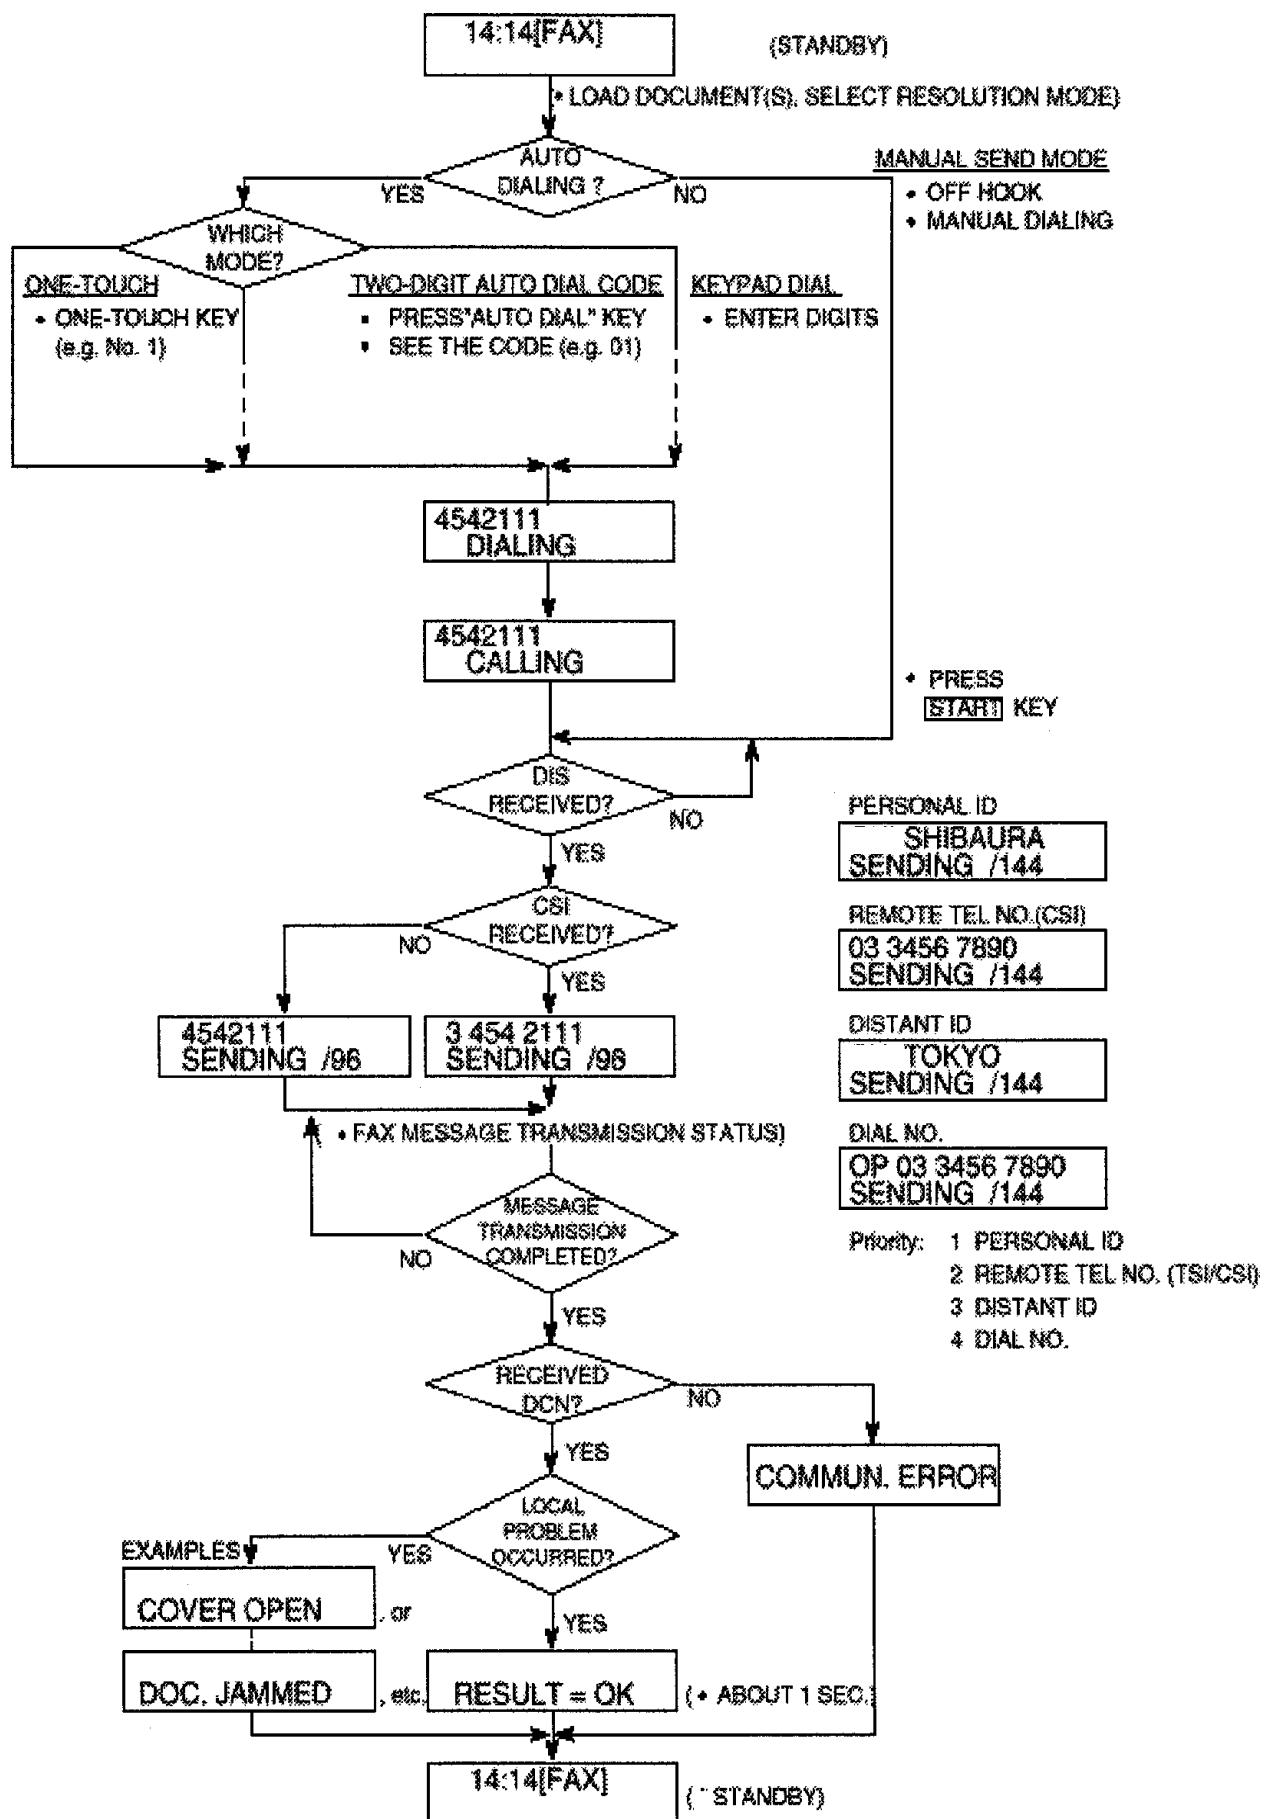 14:14[FAX]
(STANDBY)
• LOAD DOCUMENT(S), SELECT RESOLUTION MODE)
AUTO
DIALING ?
YES
NO
MANUAL SEND MODE
• OFF HOOK
• MANUAL DIALING
WHICH
MODE?
ONE-TOUCH
• ONE-TOUCH KEY
(e.g. No. 1)
TWO-DIGIT AUTO DIAL CODE
• PRESS"AUTO DIAL" KEY
• SEE THE CODE (e.g. 01)
KEYPAD DIAL
• ENTER DIGITS
4542111
DIALING
4542111
CALLING
• PRESS
START KEY
DIS
RECEIVED?
NO
YES
PERSONAL ID
SHIBAURA
SENDING /144
CSI
RECEIVED?
NO
YES
REMOTE TEL NO.(CSI)
03 3456 7890
SENDING /144
4542111
SENDING /96
3 454 2111
SENDING /96
DISTANT ID
TOKYO
SENDING /144
• FAX MESSAGE TRANSMISSION STATUS)
DIAL NO.
OP 03 3456 7890
SENDING /144
MESSAGE
TRANSMISSION
COMPLETED?
NO
YES
Priority: 1 PERSONAL ID
2 REMOTE TEL NO. (TSI/CSI)
3 DISTANT ID
4 DIAL NO.
RECEIVED
DCN?
NO
YES
COMMUN. ERROR
LOCAL
PROBLEM
OCCURRED?
YES
YES
EXAMPLES
COVER OPEN , or
DOC. JAMMED , etc.
RESULT = OK (• ABOUT 1 SEC.)
14:14[FAX]
( STANDBY)